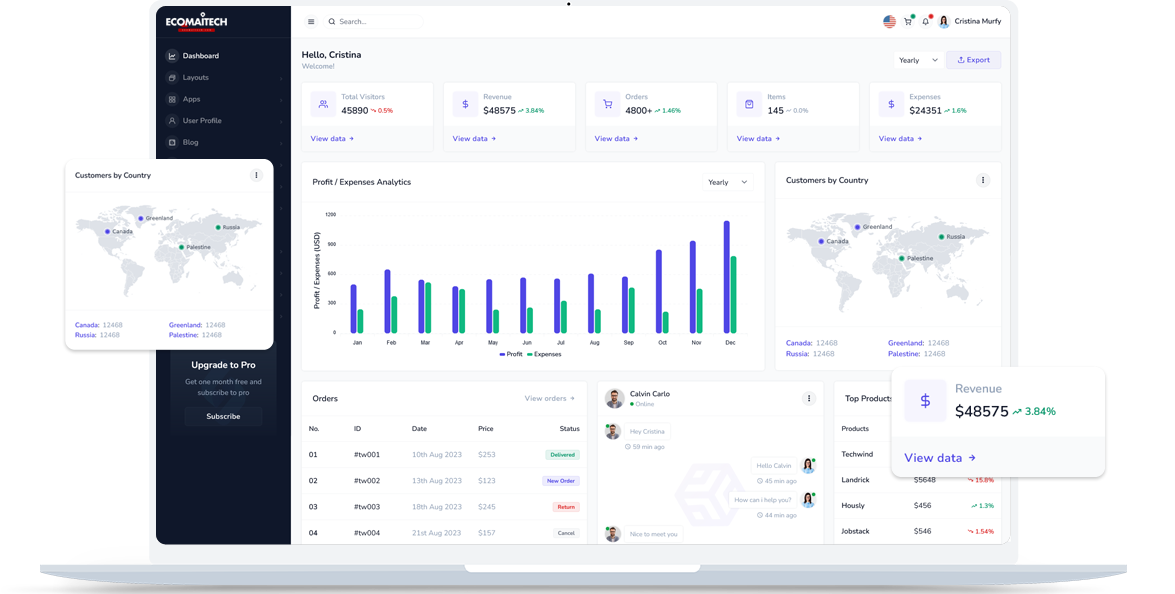 ECOMAITECH
Search...
Cristina Murfy
Dashboard
Layouts
Apps
User Profile
Blog
Hello, Cristina
Welcome!
Yearly
Export
Total Visitors
45890 0.5%
View data
Revenue
$48575 3.84%
View data
Orders
4800+ 1.46%
View data
Items
145 0.0%
View data
Expenses
$24351 1.6%
View data
Customers by Country
Greenland
Canada
Russia
Palestine
Canada: 12468
Greenland: 12468
Russia: 12468
Palestine: 12468
Upgrade to Pro
Get one month free and
subscribe to pro
Subscribe
Profit / Expenses Analytics
Yearly
Profit / Expenses (USD)
1200
900
600
300
0
Jan Feb Mar Apr May Jun Jul Aug Sep Oct Nov Dec
Profit Expenses
Customers by Country
Greenland
Canada
Russia
Palestine
Canada: 12468
Greenland: 12468
Russia: 12468
Palestine: 12468
Orders
View orders
No. ID Date Price Status
01 #tw001 10th Aug 2023 $253 Delivered
02 #tw002 13th Aug 2023 $123 New Order
03 #tw003 18th Aug 2023 $245 Return
04 #tw004 21st Aug 2023 $157 Cancel
Calvin Carlo
Online
Hey Cristina
59 min ago
Hello Calvin
45 min ago
How can i help you?
44 min ago
Nice to meet you
Top Products
Products
Techwind
Landrick $5648 15.8%
Hously $456 1.3%
Jobstack $546 1.54%
Revenue
$48575 3.84%
View data